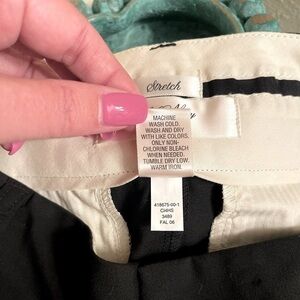 Stretch
MACHINE
WASH COLD.
WASH AND DRY
WITH LIKE COLORS.
ONLY NON-
CHLORINE BLEACH
WHEN NEEDED.
TUMBLE DRY LOW.
WARM IRON.
418675-00-1
CHHS
3489
FAL 06